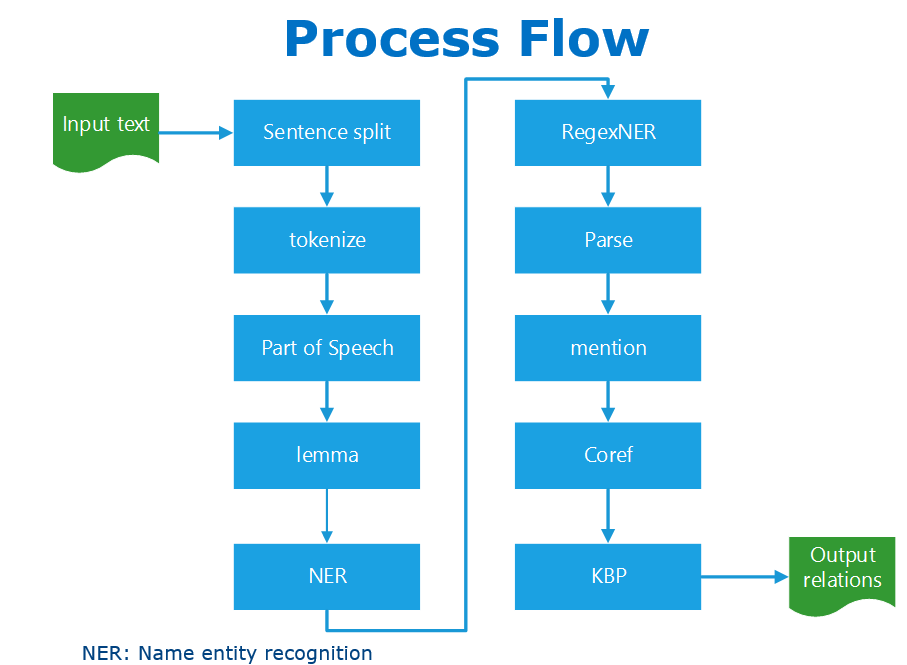 Process Flow
Input text
Sentence split
tokenize
Part of Speech
lemma
NER
RegexNER
Parse
mention
Coref
KBP
Output
relations
NER: Name entity recognition